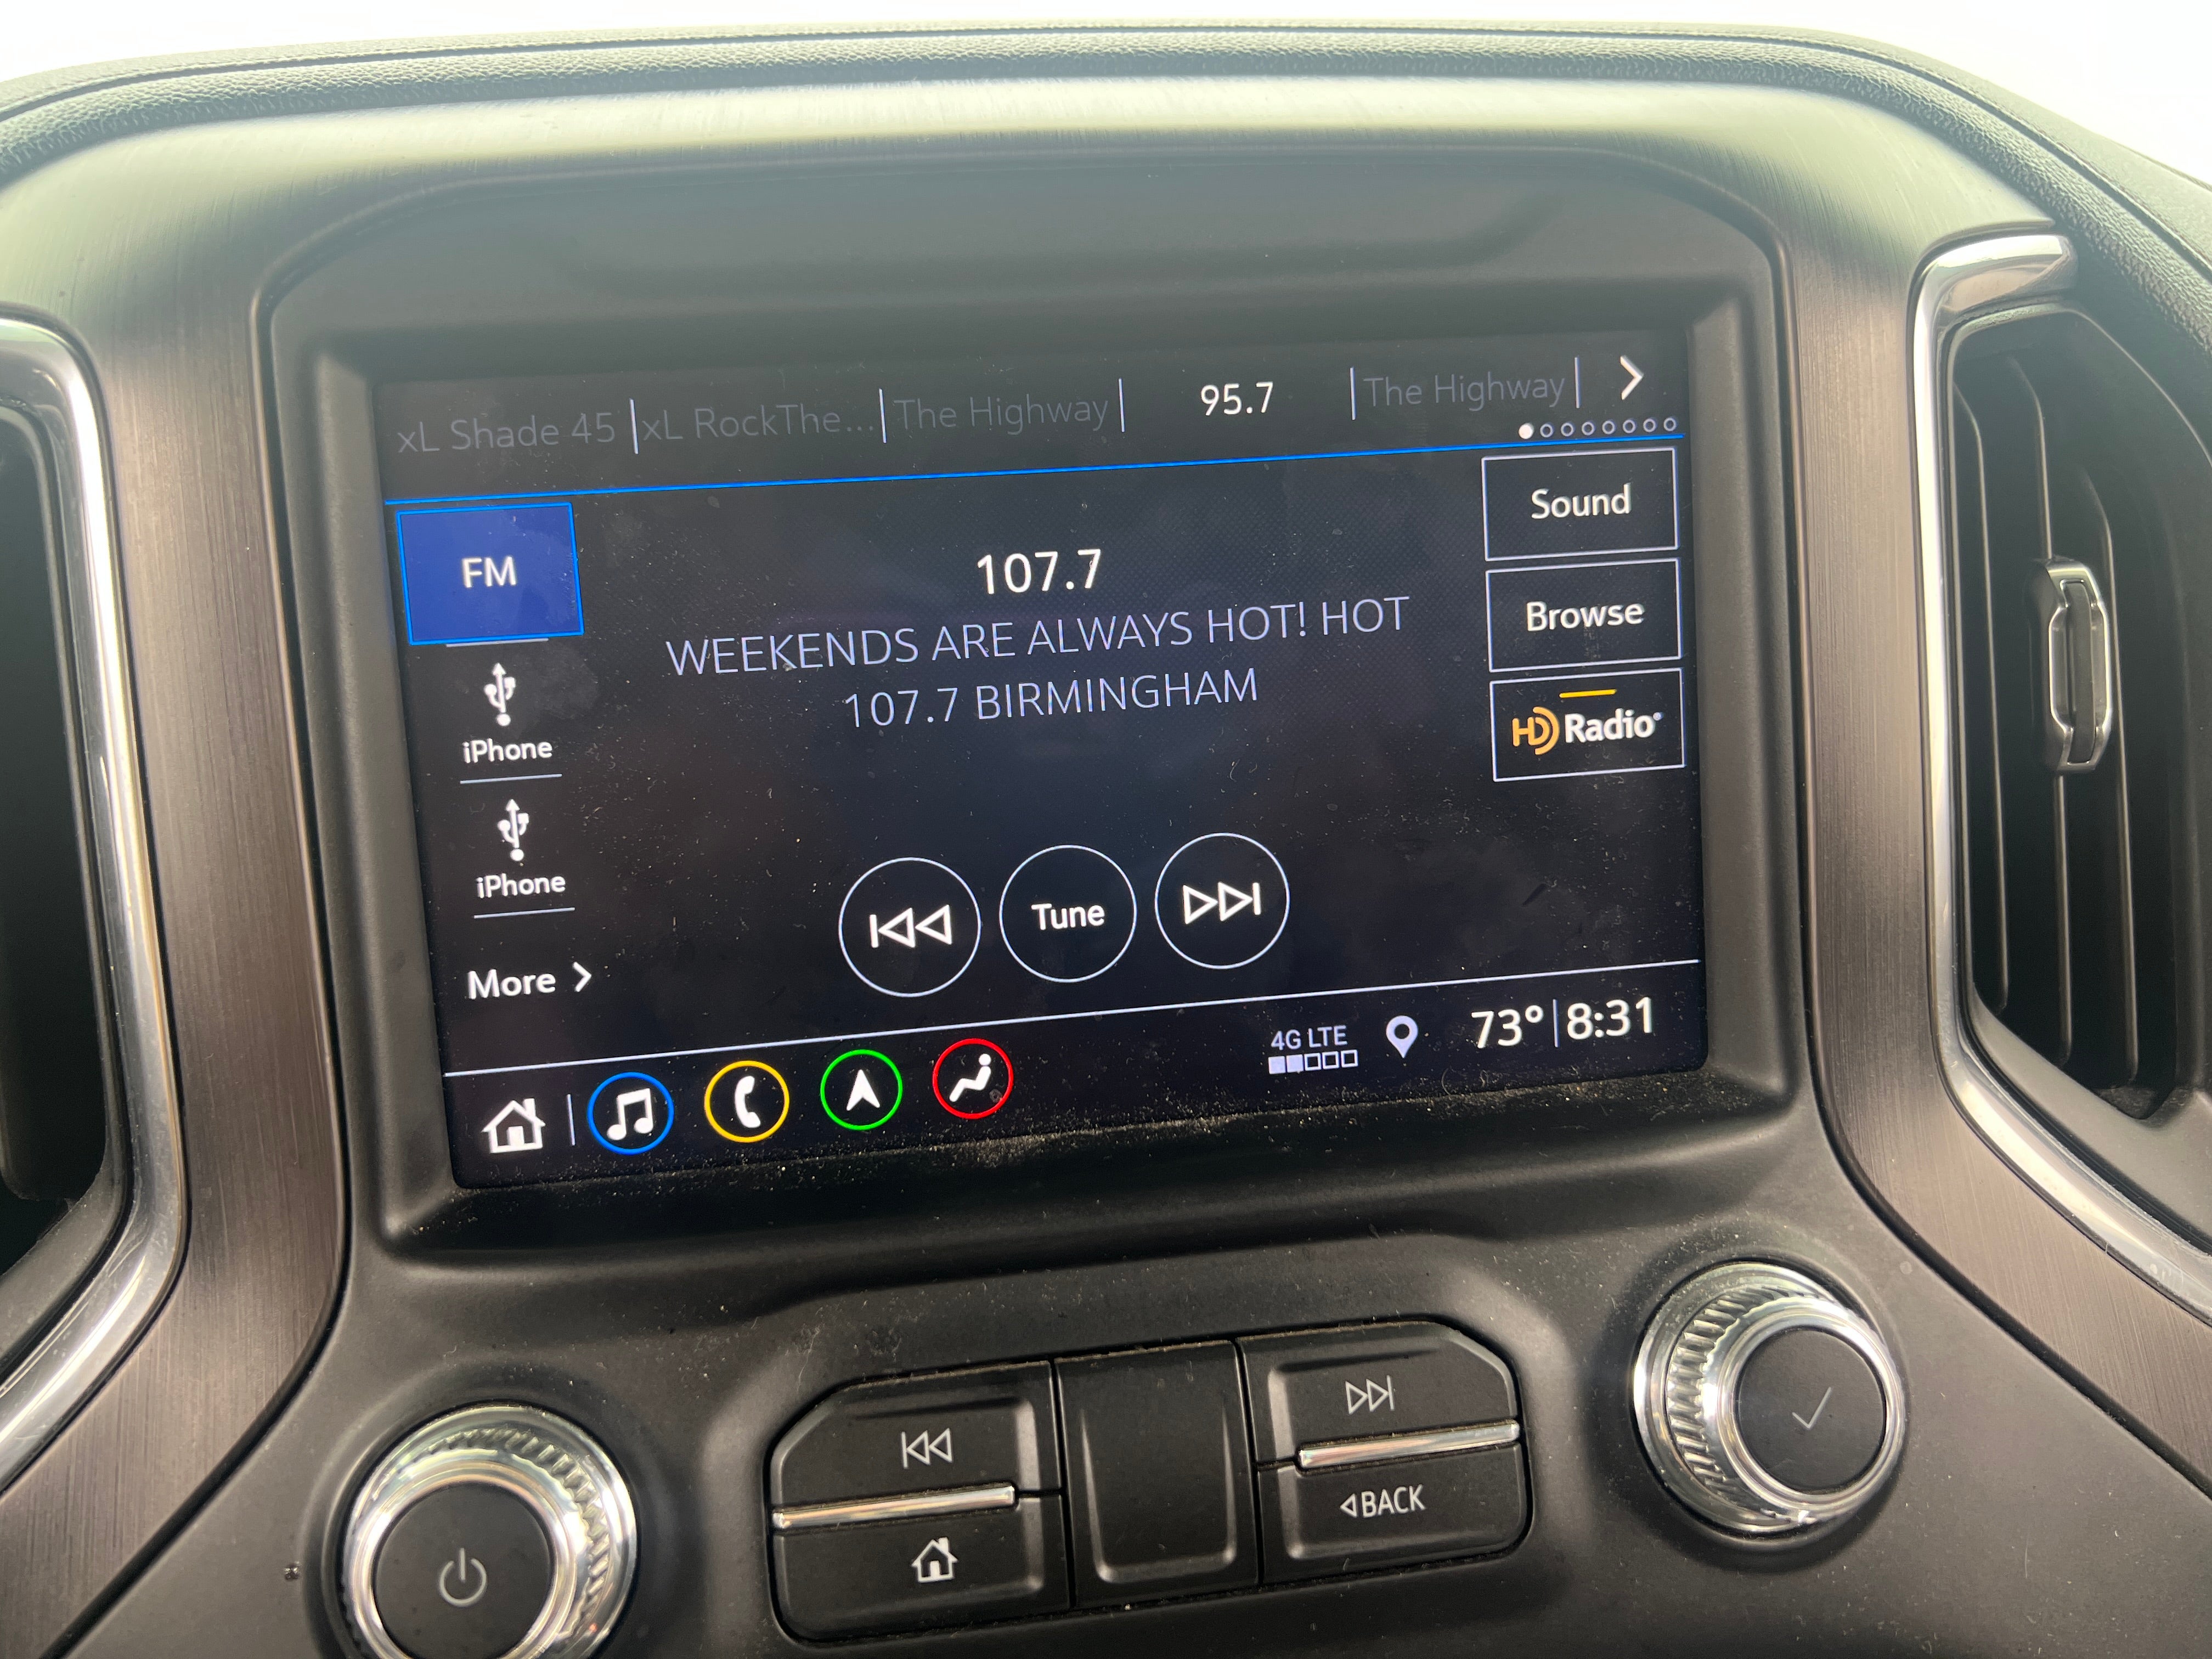 xL Shade 45 xL RockThe... The Highway 95.7 The Highway
FM
107.7
WEEKENDS ARE ALWAYS HOT! HOT
107.7 BIRMINGHAM
Sound
Browse
HD Radio
iPhone
iPhone
More
Tune
4G LTE
73° 8:31
BACK